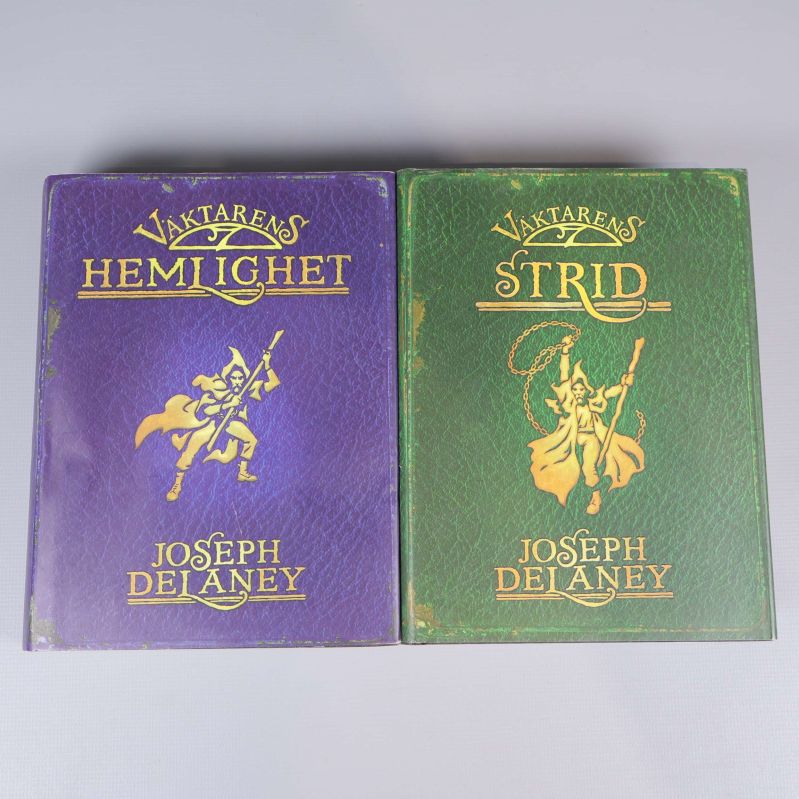 VÄKTARENS
HEMLIGHET
JOSEPH
DELANEY
VÄKTARENS
STRID
JOSEPH
DELANEY